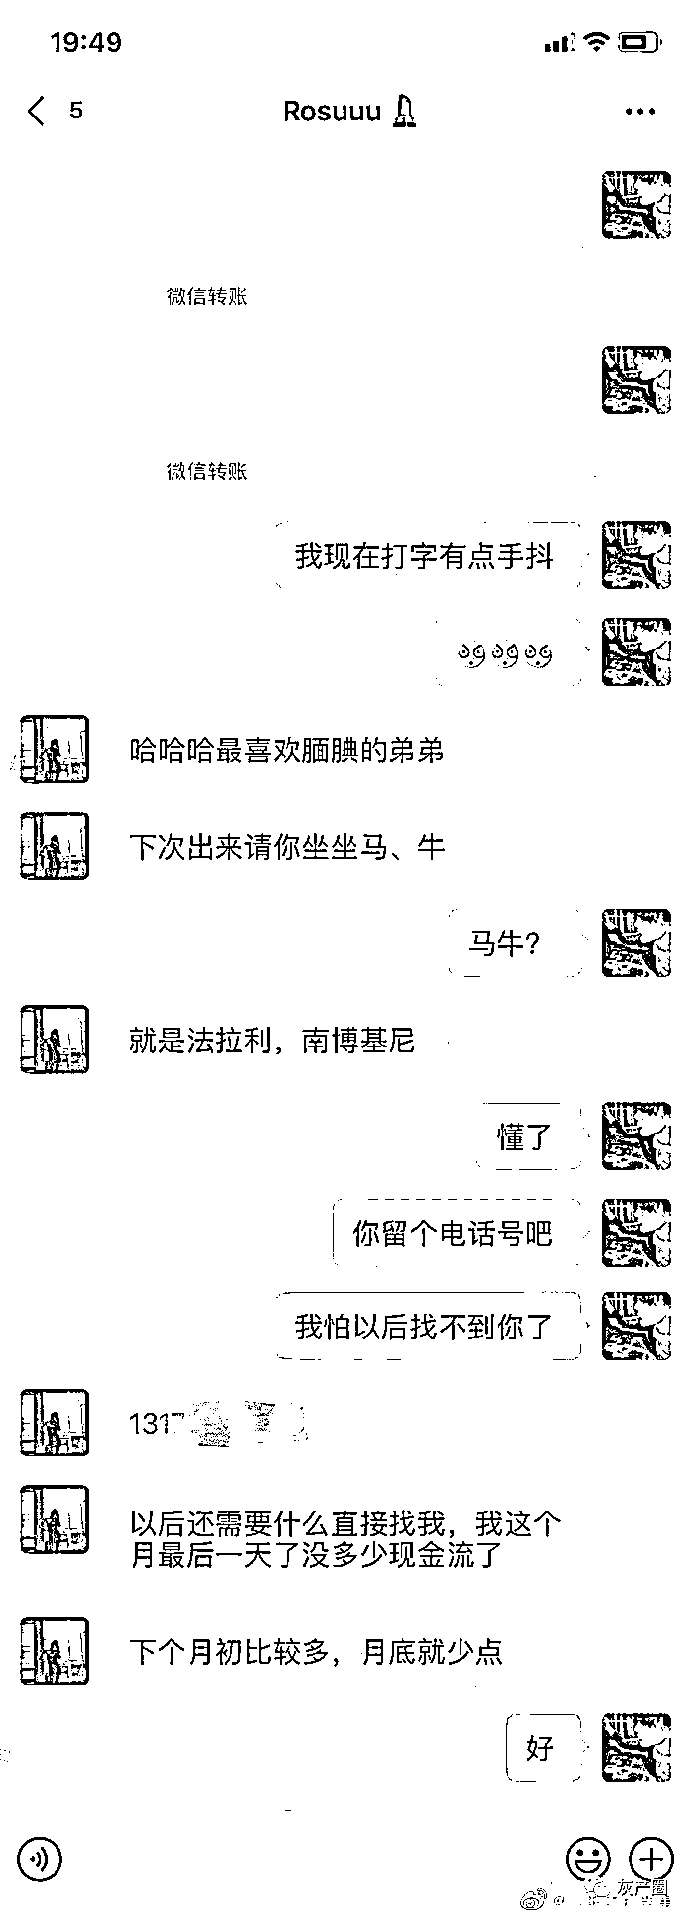 19:49
5
Rosuuu
微信转账
微信转账
我现在打字有点手抖
哈哈哈最喜欢腼腆的弟弟
下次出来请你坐坐马、牛
马牛?
就是法拉利，南博基尼
懂了
你留个电话号吧
我怕以后找不到你了
1317
以后还需要什么直接找我，我这个
月最后一天了没多少现金流了
下个月初比较多，月底就少点
好
灰产圈